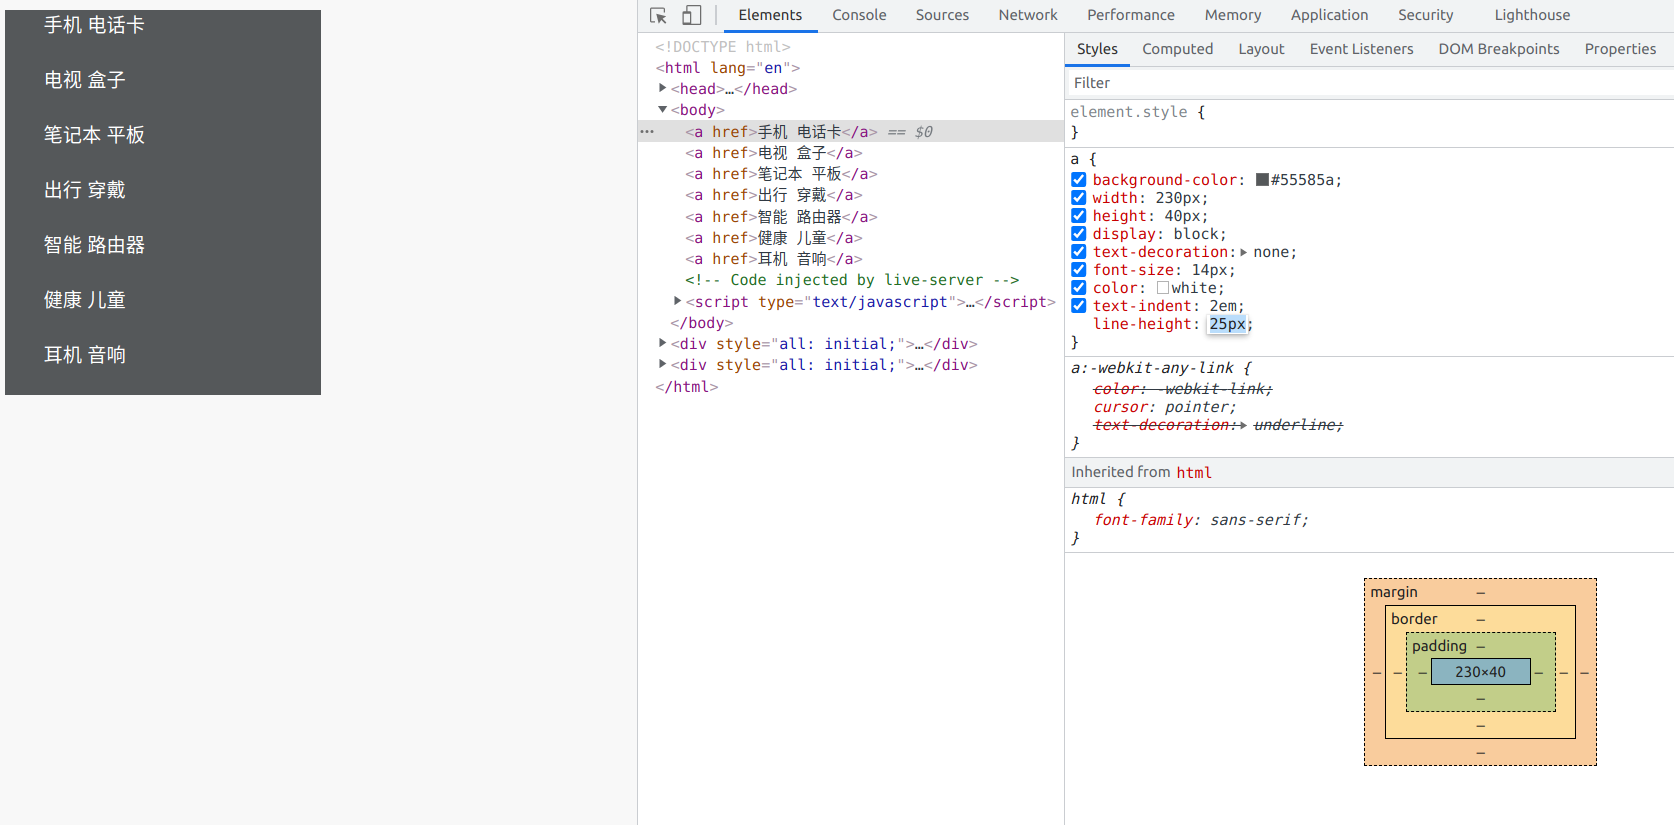 手机 电话卡
电视 盒子
笔记本 平板
出行 穿戴
智能 路由器
健康 儿童
耳机 音响
Elements Console Sources Network Performance Memory Application Security Lighthouse
<!DOCTYPE html>
<html lang="en">
<head>…</head>
<body>
<a href>手机 电话卡</a> == $0
<a href>电视 盒子</a>
<a href>笔记本 平板</a>
<a href>出行 穿戴</a>
<a href>智能 路由器</a>
<a href>健康 儿童</a>
<a href>耳机 音响</a>
<!-- Code injected by live-server -->
<script type="text/javascript">…</script>
</body>
<div style="all: initial;">…</div>
<div style="all: initial;">…</div>
</html>
Styles Computed Layout Event Listeners DOM Breakpoints Properties
Filter
element.style {
}
a {
background-color: #55585a;
width: 230px;
height: 40px;
display: block;
text-decoration: none;
font-size: 14px;
color: white;
text-indent: 2em;
line-height: 25px;
}
a:-webkit-any-link {
color: -webkit-link;
cursor: pointer;
text-decoration: underline;
}
Inherited from html
html {
font-family: sans-serif;
}
margin –
border –
padding –
– – – 230×40 – – –
–
–
–